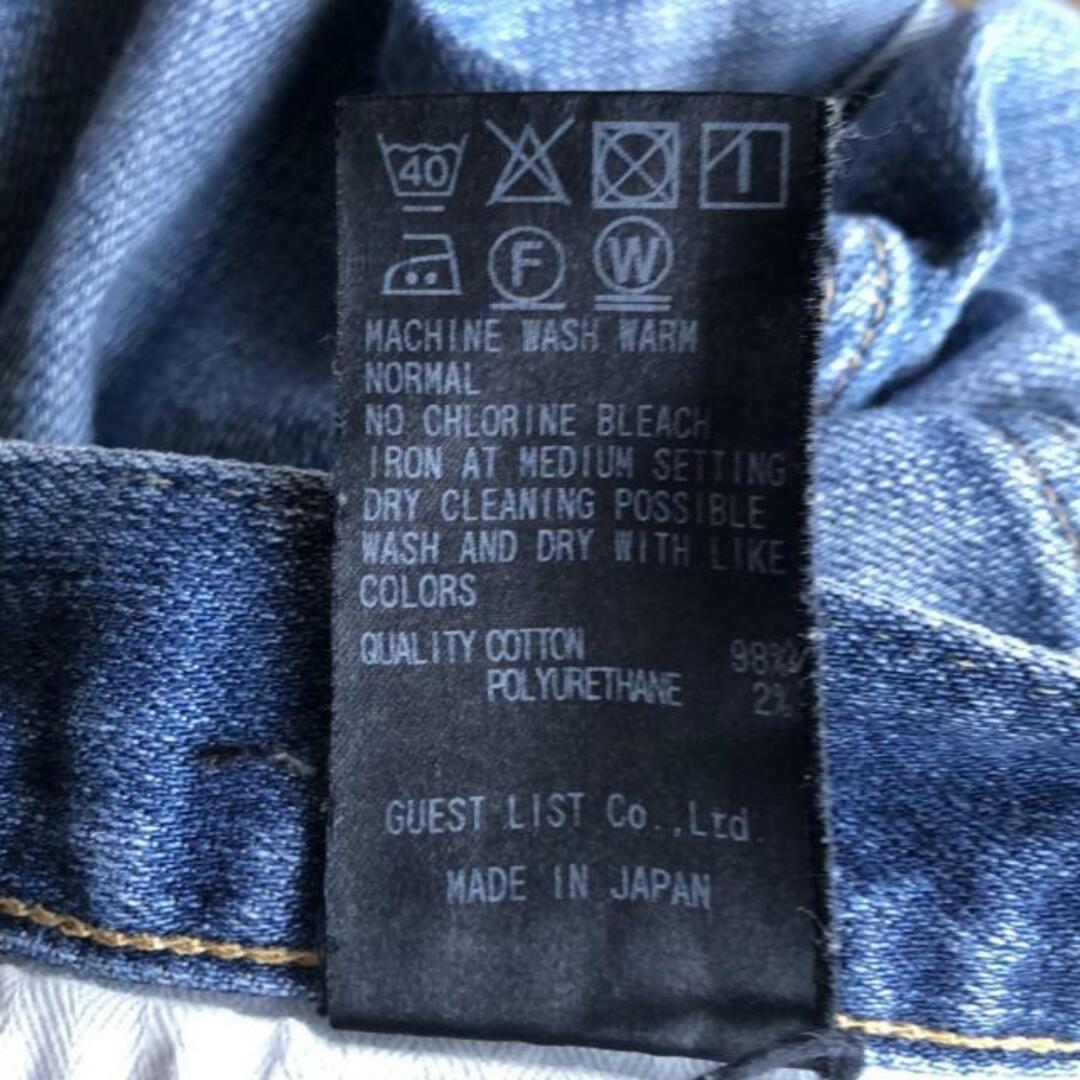 40
F W
MACHINE WASH WARM
NORMAL
NO CHLORINE BLEACH
IRON AT MEDIUM SETTING
DRY CLEANING POSSIBLE
WASH AND DRY WITH LIKE
COLORS
QUALITY COTTON 98%
POLYURETHANE 2%
GUEST LIST Co.,Ltd.
MADE IN JAPAN